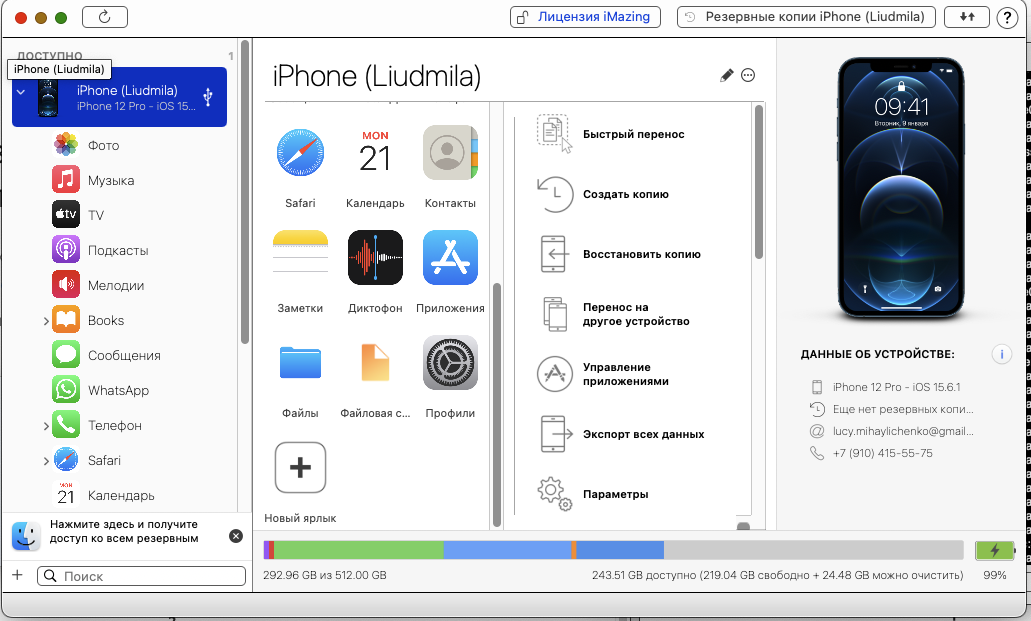 Лицензия iMazing
Резервные копии iPhone (Liudmila)
?
ДОСТУПНО 1
iPhone (Liudmila)
iPhone (Liudmila)
iPhone 12 Pro - iOS 15...
Фото
Музыка
tv
TV
Подкасты
Мелодии
Books
Сообщения
WhatsApp
Телефон
Safari
MON
21
Календарь
Нажмите здесь и получите
доступ ко всем резервным
Поиск
iPhone (Liudmila)
MON
21
Safari
Календарь
Контакты
Заметки
Диктофон
Приложения
Файлы
Файловая с...
Профили
Новый ярлык
Быстрый перенос
Создать копию
Восстановить копию
Перенос на
другое устройство
Управление
приложениями
Экспорт всех данных
Параметры
09:41
Вторник, 9 января
ДАННЫЕ ОБ УСТРОЙСТВЕ:
i
iPhone 12 Pro - iOS 15.6.1
Еще нет резервных копи...
lucy.mihaylichenko@gmail...
+7 (910) 415-55-75
292.96 GB из 512.00 GB
243.51 GB доступно (219.04 GB свободно + 24.48 GB можно очистить)
99%